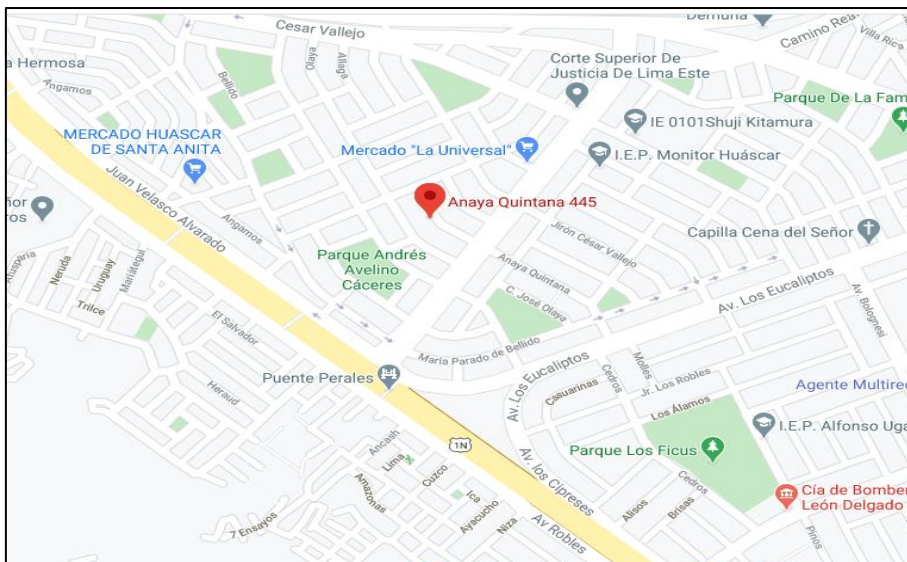 Cesar Vallejo
Demuna
Camino Real
Villa Rica
a Hermosa
Angamos
Bellido
Olaya
Allaga
Corte Superior De
Justicia De Lima Este
Parque De La Fam
IE 0101Shuji Kitamura
MERCADO HUASCAR
DE SANTA ANITA
Mercado "La Universal"
I.E.P. Monitor Huáscar
Juan Velasco Alvarado
Angamos
Anaya Quintana 445
ñor
ros
Atusparia
Neruda
Uruguay
Mariátegui
Trilce
Parque Andrés
Avelino
Cáceres
Jirón César Vallejo
Capilla Cena del Señor
Anaya Quintana
C. José Olaya
Av. Los Eucaliptos
Av. Bolognesi
El Salvador
María Parado de Bellido
Heraud
Puente Perales
Av. Los Eucaliptos
Casuarinas
Cedros
Molles
Jr. Los Robles
Los Álamos
Agente Multired
I.E.P. Alfonso Uga
1N
Ancash
Lima
Cuzco
Amazonas
Ica
Ayacucho
Niza
7 Ensayos
Av Robles
Av. los Cipreses
Parque Los Ficus
Cedros
Alisos
Brisas
Cía de Bomber
León Delgado
Pinos